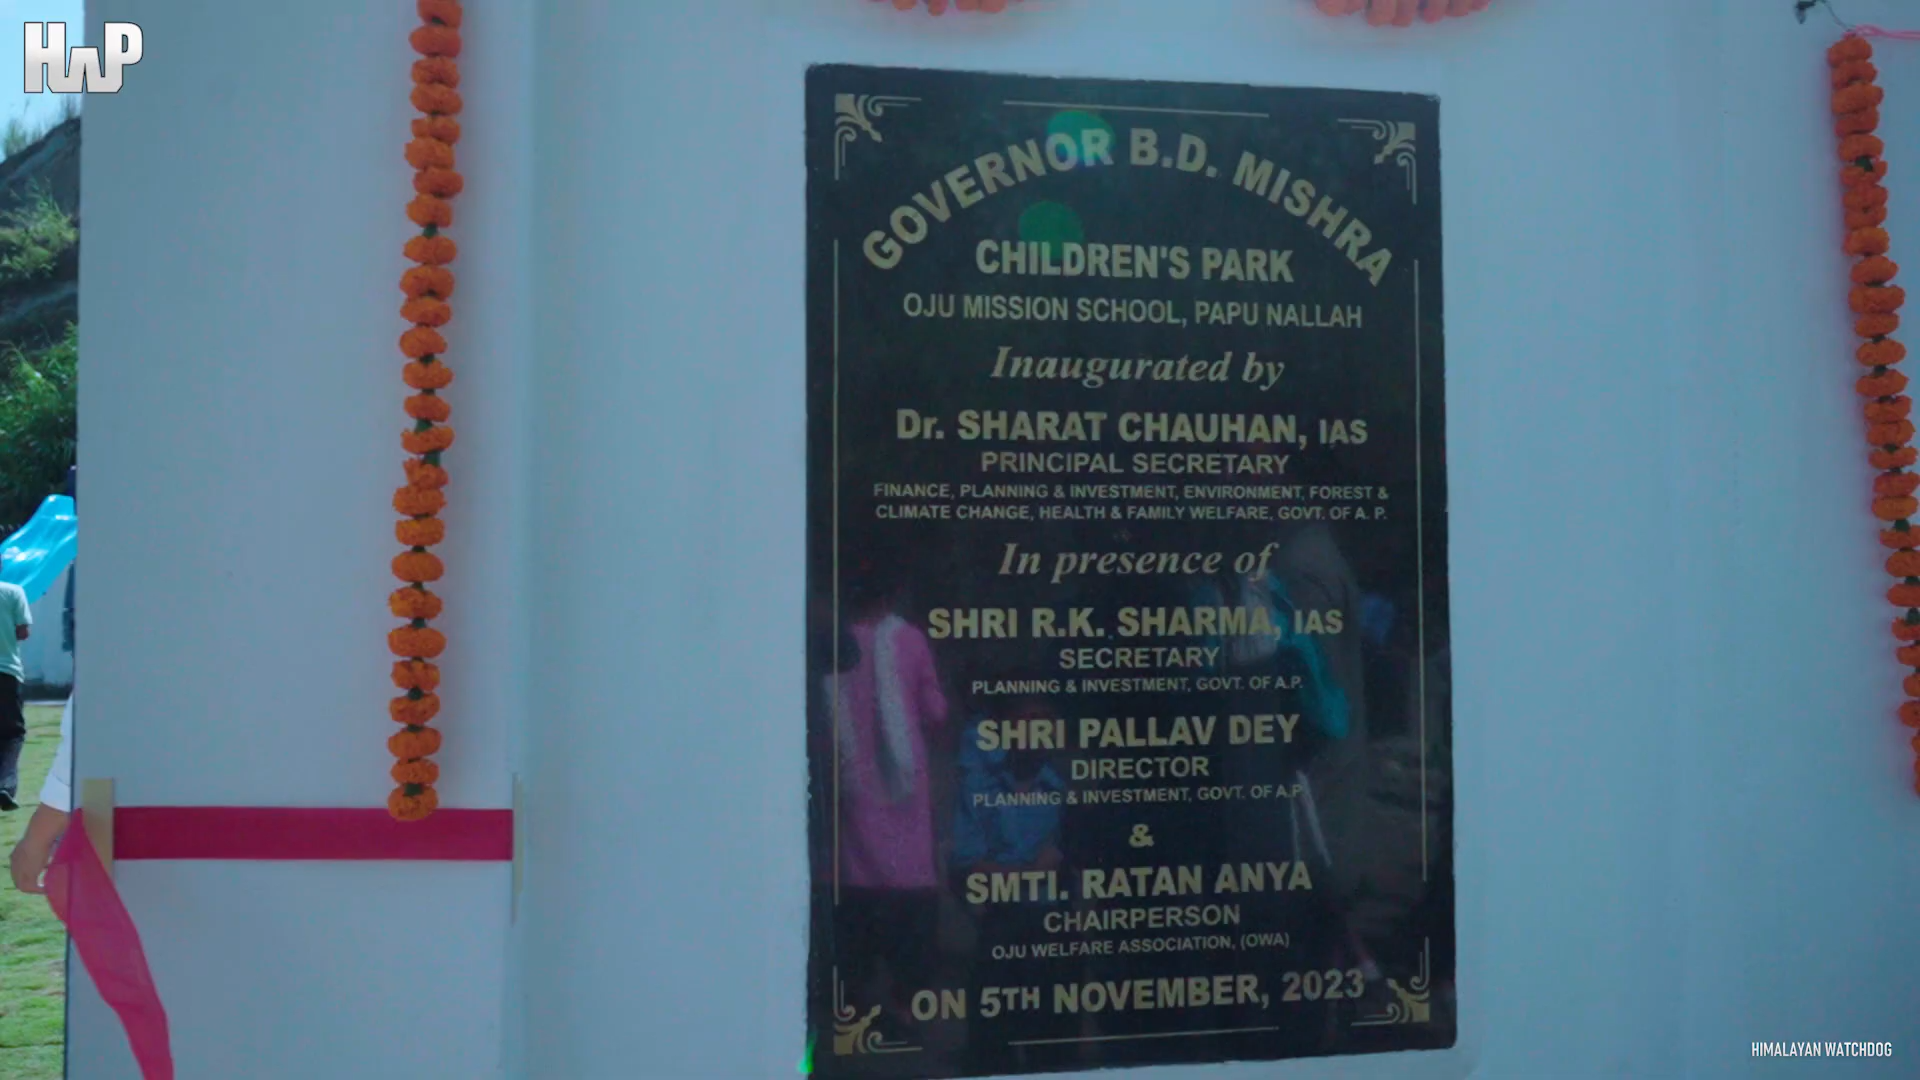 HWP
GOVERNOR B.D. MISHRA
CHILDREN'S PARK
OJU MISSION SCHOOL, PAPU NALLAH
Inaugurated by
Dr. SHARAT CHAUHAN, IAS
PRINCIPAL SECRETARY
FINANCE, PLANNING & INVESTMENT, ENVIRONMENT, FOREST &
CLIMATE CHANGE, HEALTH & FAMILY WELFARE, GOVT. OF A. P.
In presence of
SHRI R.K. SHARMA, IAS
SECRETARY
PLANNING & INVESTMENT, GOVT. OF A.P.
SHRI PALLAV DEY
DIRECTOR
PLANNING & INVESTMENT, GOVT. OF A.P.
&
SMTI. RATAN ANYA
CHAIRPERSON
OJU WELFARE ASSOCIATION, (OWA)
ON 5TH NOVEMBER, 2023
HIMALAYAN WATCHDOG